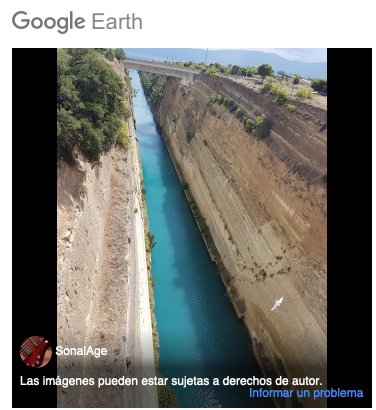 Google Earth
SonalAge
Las imágenes pueden estar sujetas a derechos de autor.
Informar un problema